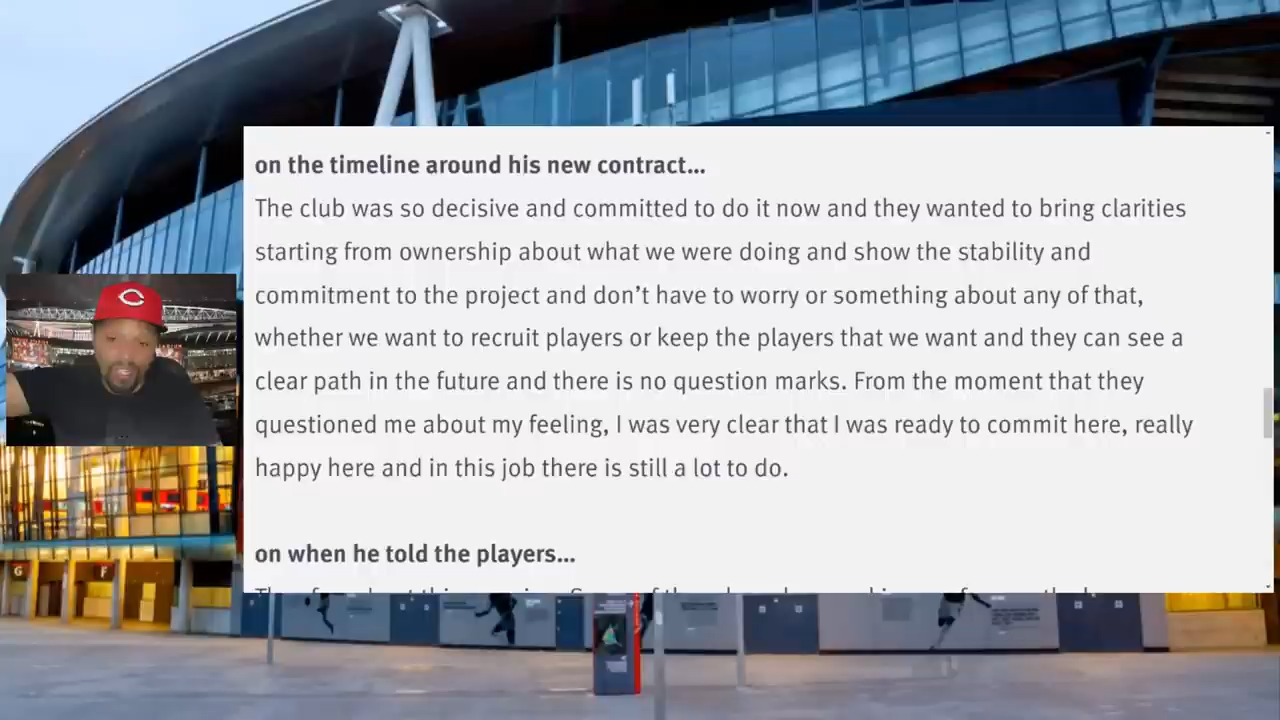 on the timeline around his new contract...
The club was so decisive and committed to do it now and they wanted to bring clarities
starting from ownership about what we were doing and show the stability and
commitment to the project and don’t have to worry or something about any of that,
whether we want to recruit players or keep the players that we want and they can see a
clear path in the future and there is no question marks. From the moment that they
questioned me about my feeling, I was very clear that I was ready to commit here, really
happy here and in this job there is still a lot to do.
on when he told the players...
C
G
F